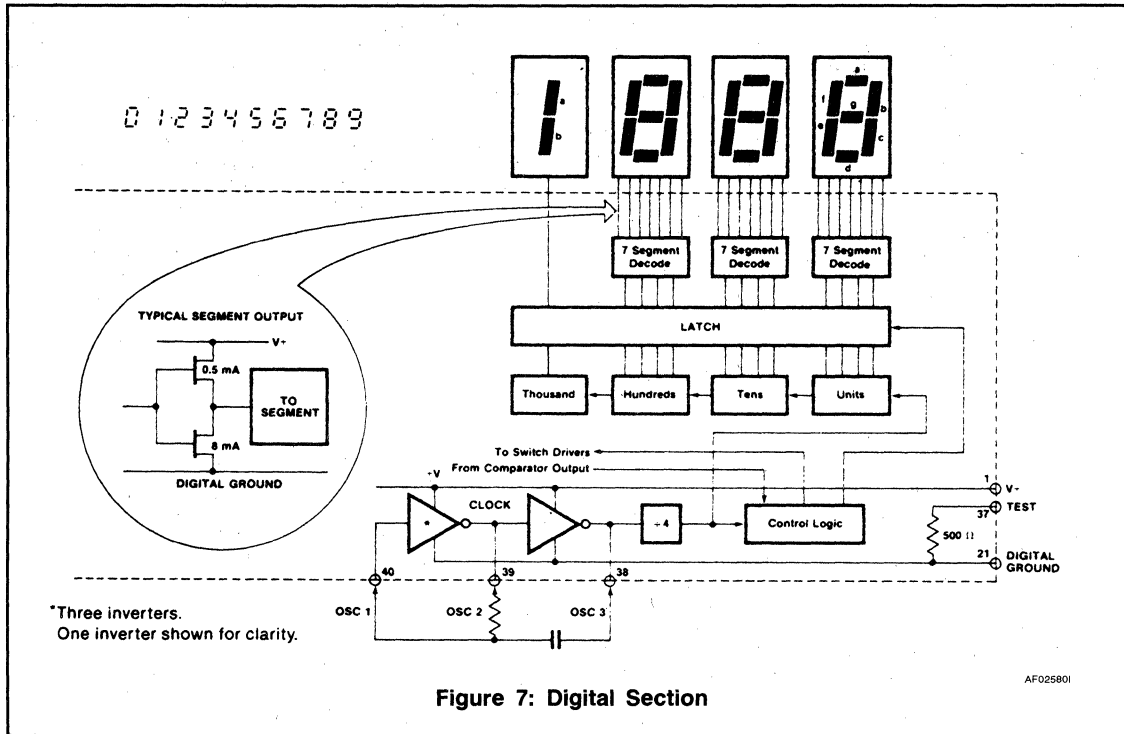 0 1 2 3 4 5 6 7 8 9
a
b
a
f
g
b
e
c
d
7 Segment
Decode
7 Segment
Decode
7 Segment
Decode
TYPICAL SEGMENT OUTPUT
V+
0.5 mA
TO
SEGMENT
8 mA
DIGITAL GROUND
LATCH
Thousand
Hundreds
Tens
Units
To Switch Drivers
From Comparator Output
+V
CLOCK
*
÷4
Control Logic
1
V+
37
TEST
500 Ω
21
DIGITAL
GROUND
40
39
38
OSC 1
OSC 2
OSC 3
*Three inverters.
One inverter shown for clarity.
AF02580I
Figure 7: Digital Section